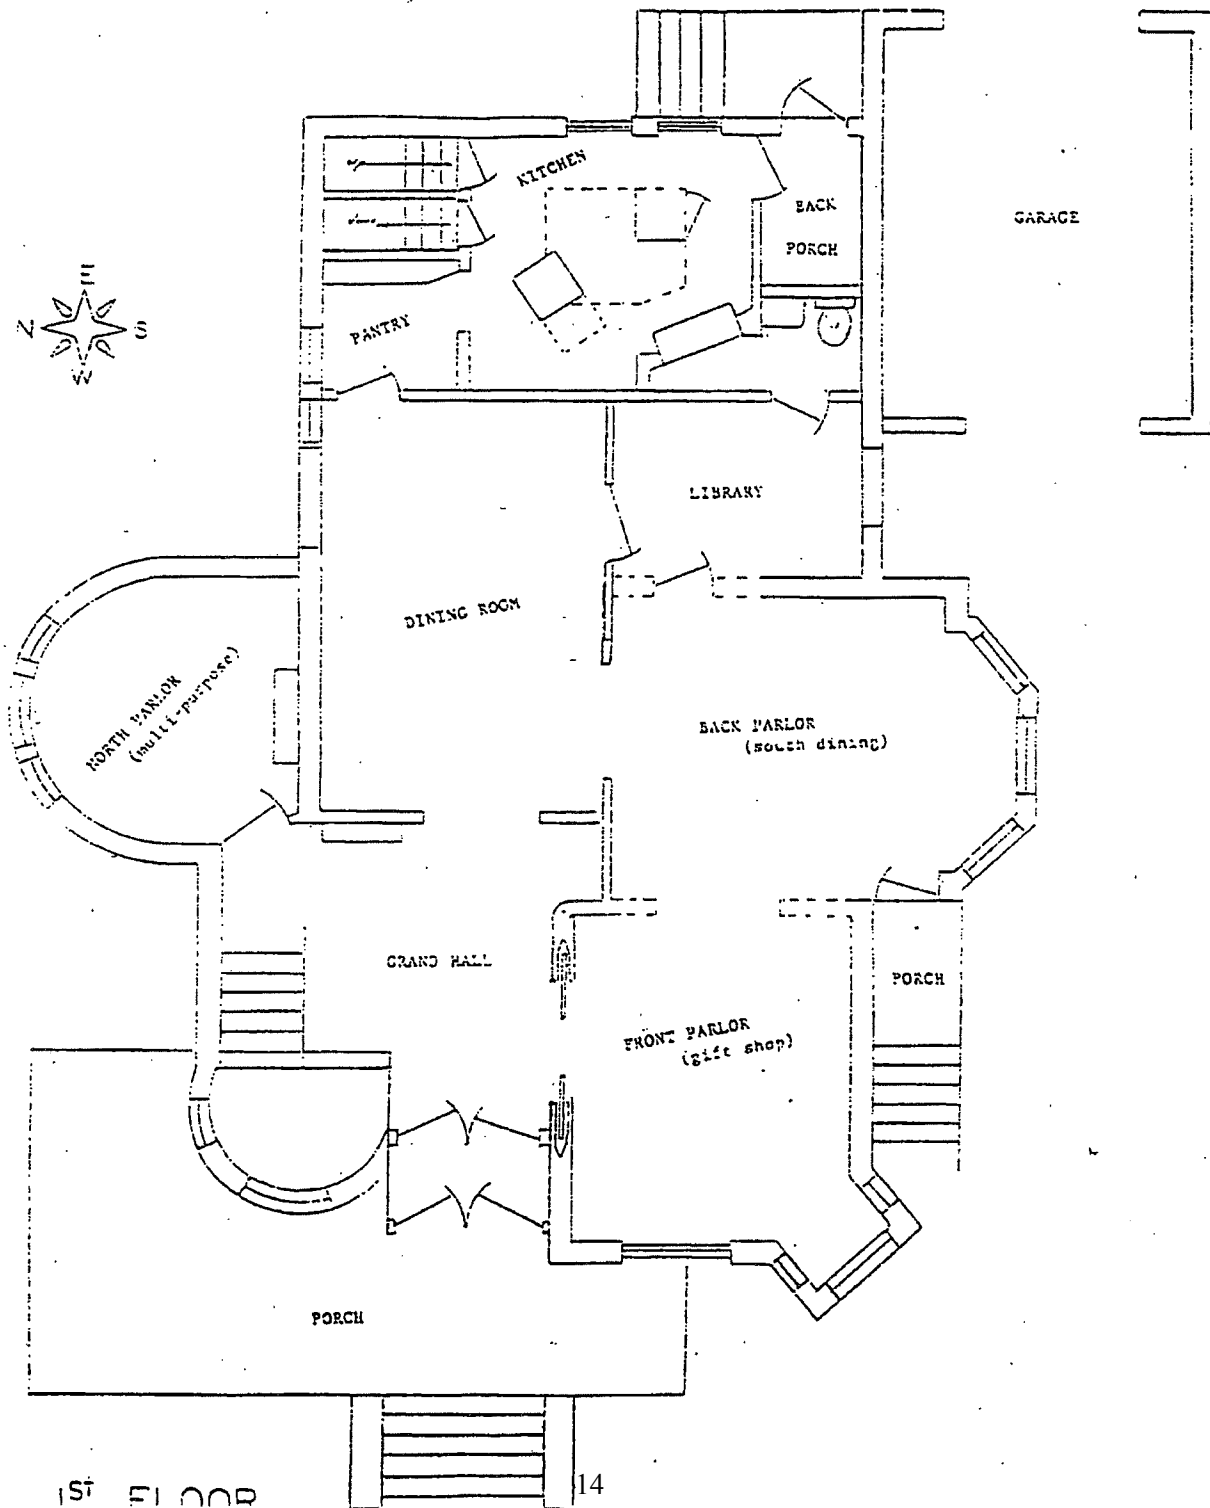 KITCHEN
BACK
PORCH
GARAGE
E
N S
W
PANTRY
LIBRARY
DINING ROOM
NORTH PARLOR
(multi-purpose)
BACK PARLOR
(south dining)
GRAND HALL
PORCH
FRONT PARLOR
(gift shop)
PORCH
1ST FLOOR
14